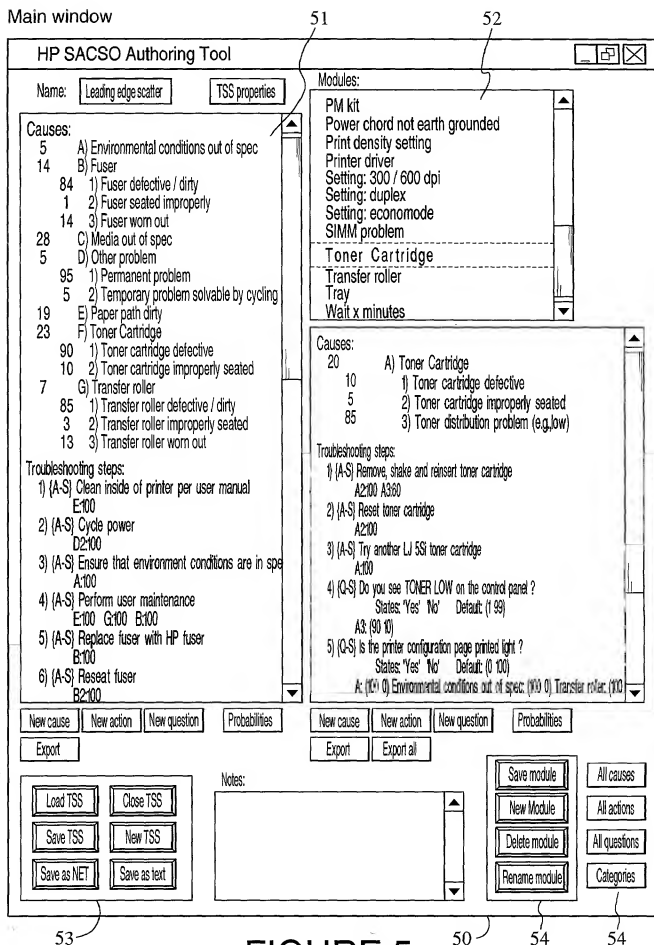 Main window
51
52
HP SACSO Authoring Tool
Name: Leading edge scatter TSS properties
Causes:
5 A) Environmental conditions out of spec
14 B) Fuser
84 1) Fuser defective / dirty
1 2) Fuser seated improperly
14 3) Fuser worn out
28 C) Media out of spec
5 D) Other problem
95 1) Permanent problem
5 2) Temporary problem solvable by cycling
19 E) Paper path dirty
23 F) Toner Cartridge
90 1) Toner cartridge defective
10 2) Toner cartridge improperly seated
7 G) Transfer roller
85 1) Transfer roller defective / dirty
3 2) Transfer roller improperly seated
13 3) Transfer roller worn out
Troubleshooting steps:
1) {A-S} Clean inside of printer per user manual
E:100
2) {A-S} Cycle power
D2:100
3) {A-S} Ensure that environment conditions are in spe
A:100
4) {A-S} Perform user maintenance
E:100 G:100 B:100
5) {A-S} Replace fuser with HP fuser
B:100
6) {A-S} Reseat fuser
B2:100
New cause New action New question Probabilities
Export
Modules:
PM kit
Power chord not earth grounded
Print density setting
Printer driver
Setting: 300 / 600 dpi
Setting: duplex
Setting: economode
SIMM problem
Toner Cartridge
Transfer roller
Tray
Wait x minutes
Causes:
20 A) Toner Cartridge
10 1) Toner cartridge defective
5 2) Toner cartridge improperly seated
85 3) Toner distribution problem (e.g,low)
Troubleshooting steps:
1) {A-S} Remove, shake and reinsert toner cartridge
A2:100 A3:60
2) {A-S} Reset toner cartridge
A2:100
3) {A-S} Try another LJ 5Si toner cartridge
A:100
4) {Q-S} Do you see TONER LOW on the control panel ?
States: 'Yes' 'No' Default: (1 99)
A3: (90 10)
5) {Q-S} Is the printer configuration page printed light ?
States: 'Yes' 'No' Default: (0 100)
A: (100 0) Environmental conditions out of spec: (100 0) Transfer roller: (100
New cause New action New question Probabilities
Export Export all
Load TSS Close TSS
Save TSS New TSS
Save as NET Save as text
Notes:
Save module
New Module
Delete module
Rename module
All causes
All actions
All questions
Categories
53
FIGURE 5
50
54
54